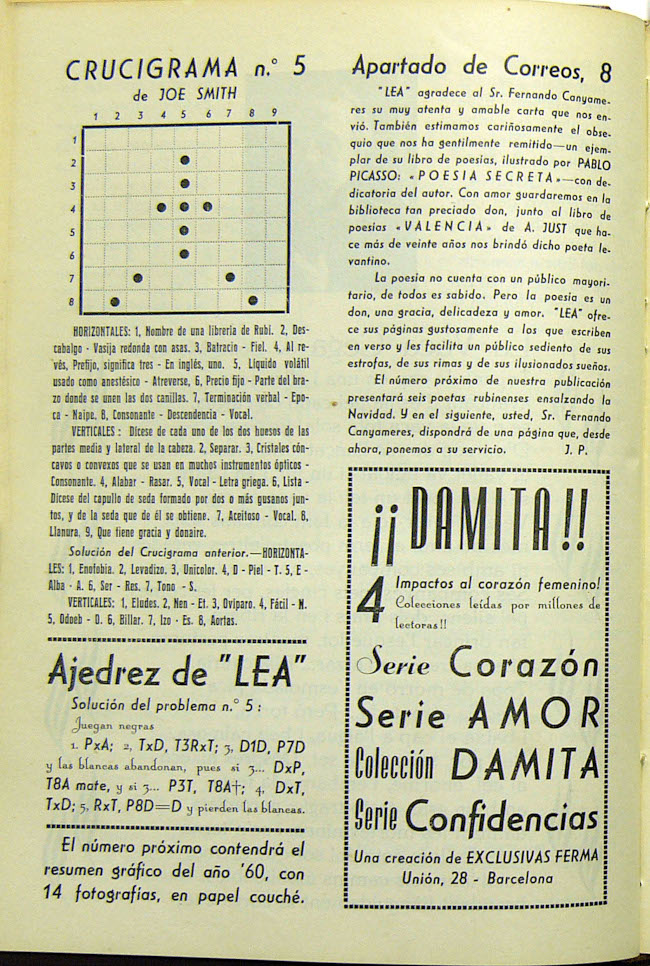 CRUCIGRAMA n.° 5
de JOE SMITH
1 2 3 4 5 6 7 8 9
1
2
3
4
5
6
7
8
HORIZONTALES: 1, Nombre de una librería de Rubí. 2, Des-
cabalgo - Vasija redonda con asas. 3, Batracio - Fiel. 4, Al re-
vés, Prefijo, significa tres - En inglés, uno. 5, Líquido volátil
usado como anestésico - Atreverse, 6, Precio fijo - Parte del bra-
zo donde se unen las dos canillas. 7, Terminación verbal - Epo-
ca - Naipe. 8, Consonante - Descendencia - Vocal.
VERTICALES: Dícese de cada uno de los dos huesos de las
partes media y lateral de la cabeza. 2, Separar. 3, Cristales cón-
cavos o convexos que se usan en muchos instrumentos ópticos -
Consonante. 4, Alabar - Rasar. 5, Vocal - Letra griega. 6, Lista -
Dícese del capullo de seda formado por dos o más gusanos jun-
tos, y de la seda que de él se obtiene. 7, Aceitoso - Vocal. 8,
Llanura. 9, Que tiene gracia y donaire.
Solución del Crucigrama anterior.—HORIZONTA-
LES: 1, Enofobia. 2, Levadizo. 3, Unicolor. 4, D - Piel - T. 5, E -
Alba - A. 6, Ser - Res. 7, Tono - S.
VERTICALES: 1, Eludes. 2, Nen - Et. 3, Oviparo. 4, Fácil - N.
5, Odoeb - O. 6, Billar. 7, Izo - Es. 8, Aortas.
Ajedrez de "LEA"
Solución del problema n.° 5:
Juegan negras
1. PxA; 2, TxD, T3RxT; 3, D1D, P7D
y las blancas abandonan, pues si 3... DxP,
T8A mate, y si 3... P3T, T8A†; 4, DxT,
TxD; 5, RxT, P8D=D y pierden las blancas.
El número próximo contendrá el
resumen gráfico del año '60, con
14 fotografías, en papel couché.
Apartado de Correos, 8
"LEA" agradece al Sr. Fernando Canyame-
res su muy atenta y amable carta que nos en-
vió. También estimamos cariñosamente el obse-
quio que nos ha gentilmente remitido—un ejem-
plar de su libro de poesías, ilustrado por PABLO
PICASSO: «POESIA SECRETA»—con de-
dicatoria del autor. Con amor guardaremos en la
biblioteca tan preciado don, junto al libro de
poesías «VALENCIA» de A. JUST que ha-
ce más de veinte años nos brindó dicho poeta le-
vantino.
La poesia no cuenta con un público mayori-
tario, de todos es sabido. Pero la poesia es un
don, una gracia, delicadeza y amor. "LEA" ofre-
ce sus páginas gustosamente a los que escriben
en verso y les facilita un público sediento de sus
estrofas, de sus rimas y de sus ilusionados sueños.
El número próximo de nuestra publicación
presentará seis poetas rubinenses ensalzando la
Navidad. Y en el siguiente, usted, Sr. Fernando
Canyameres, dispondrá de una página que, desde
ahora, ponemos a su servicio. J. P.
¡¡DAMITA!!
4 Impactos al corazón femenino!
Colecciones leídas por millones de
lectoras!!
Serie Corazón
Serie AMOR
Colección DAMITA
Serie Confidencias
Una creación de EXCLUSIVAS FERMA
Unión, 28 - Barcelona